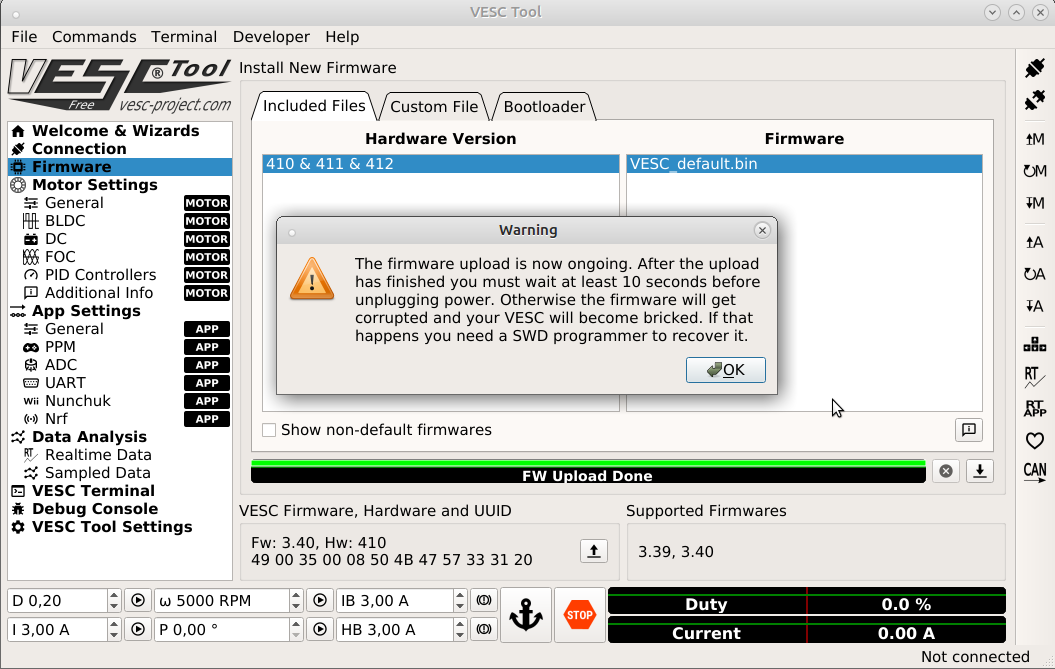 VESC Tool
File Commands Terminal Developer Help
VESC® Tool
Free vesc-project.com
Welcome & Wizards
Connection
Firmware
Motor Settings
General MOTOR
BLDC MOTOR
DC MOTOR
FOC MOTOR
PID Controllers MOTOR
Additional Info MOTOR
App Settings
General APP
PPM APP
ADC APP
UART APP
Wii Nunchuk APP
Nrf APP
Data Analysis
RT Realtime Data
Sampled Data
VESC Terminal
Debug Console
VESC Tool Settings
Install New Firmware
Included Files Custom File Bootloader
Hardware Version Firmware
410 & 411 & 412 VESC_default.bin
Warning
The firmware upload is now ongoing. After the upload
has finished you must wait at least 10 seconds before
unplugging power. Otherwise the firmware will get
corrupted and your VESC will become bricked. If that
happens you need a SWD programmer to recover it.
OK
Show non-default firmwares
FW Upload Done
VESC Firmware, Hardware and UUID
Fw: 3.40, Hw: 410
49 00 35 00 08 50 4B 47 57 33 31 20
Supported Firmwares
3.39, 3.40
M
M
M
A
A
A
RT
RT
APP
CAN
D 0,20 ω 5000 RPM IB 3,00 A
I 3,00 A P 0,00 ° HB 3,00 A
STOP
Duty 0.0 %
Current 0.00 A
Not connected